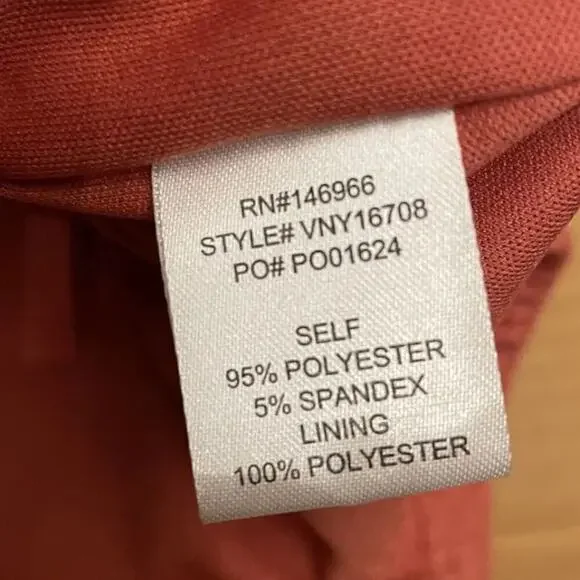 RN#146966
STYLE# VNY16708
PO# PO01624
SELF
95% POLYESTER
5% SPANDEX
LINING
100% POLYESTER